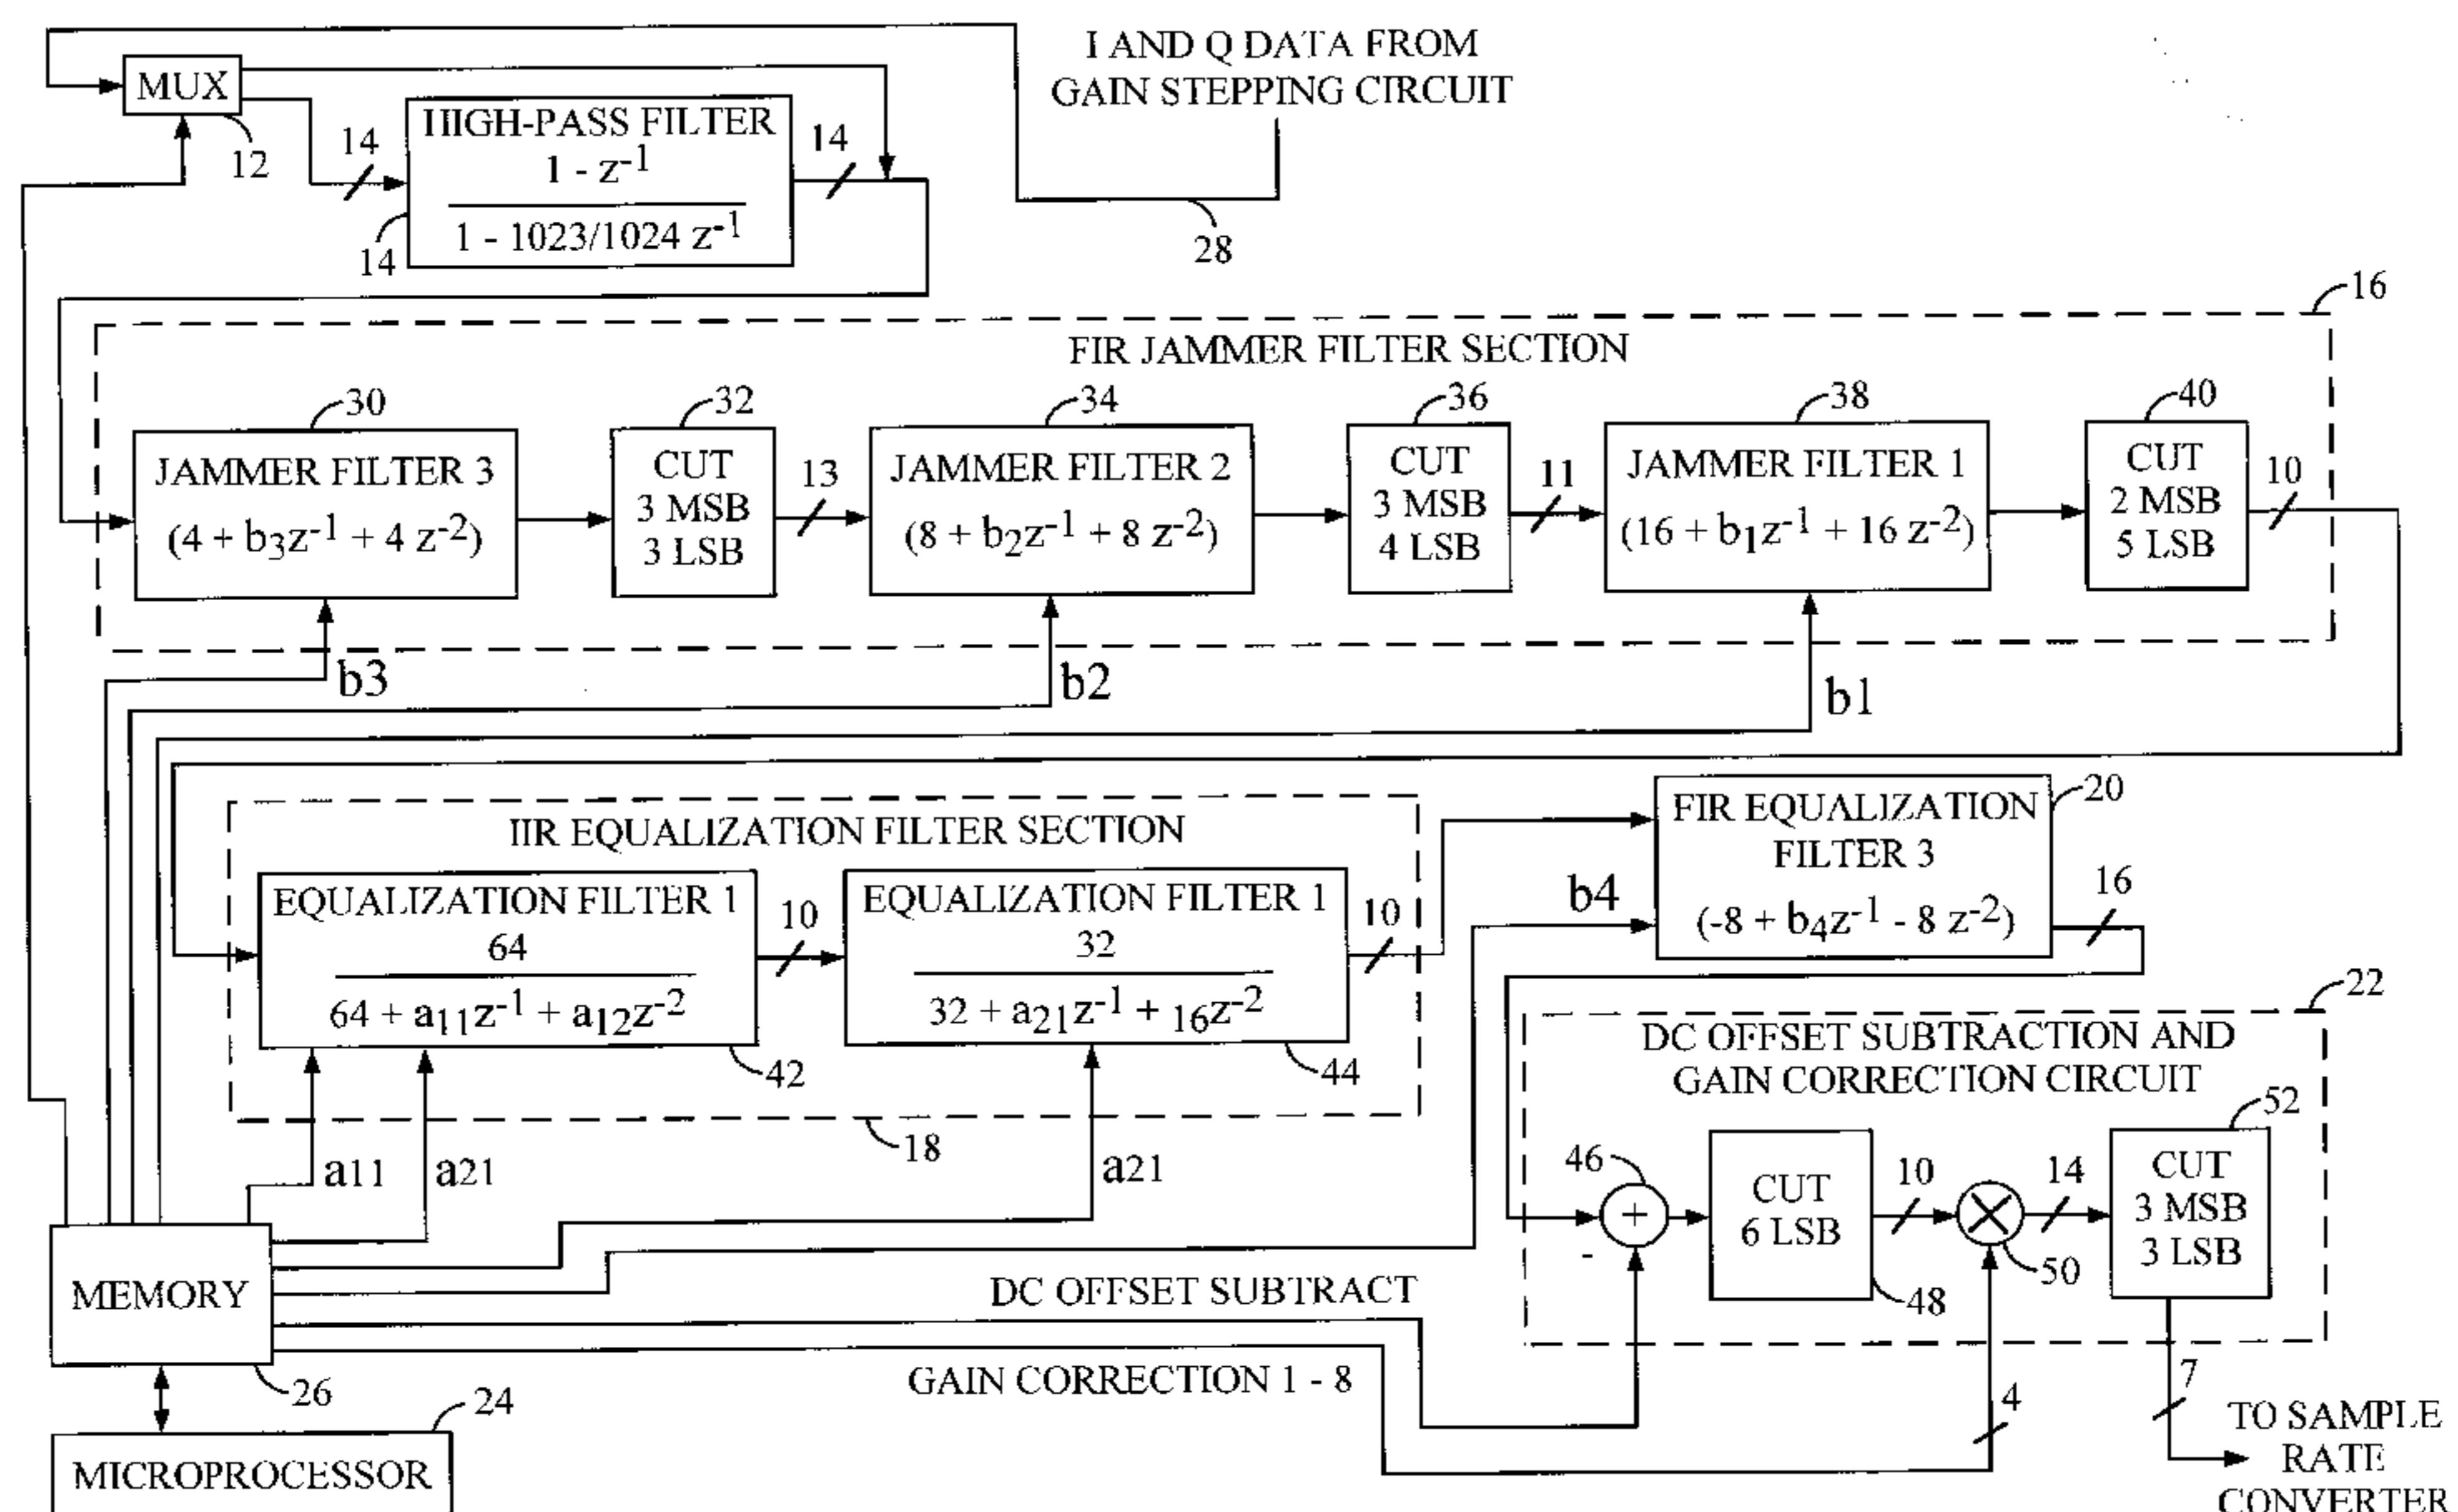 I AND Q DATA FROM
GAIN STEPPING CIRCUIT
28
MUX
12
14
HIGH-PASS FILTER
1 - z-1
1 - 1023/1024 z-1
14
14
16
FIR JAMMER FILTER SECTION
30
JAMMER FILTER 3
(4 + b3z-1 + 4 z-2)
32
CUT
3 MSB
3 LSB
13
34
JAMMER FILTER 2
(8 + b2z-1 + 8 z-2)
36
CUT
3 MSB
4 LSB
11
38
JAMMER FILTER 1
(16 + b1z-1 + 16 z-2)
40
CUT
2 MSB
5 LSB
10
b3
b2
b1
IIR EQUALIZATION FILTER SECTION
EQUALIZATION FILTER 1
64
64 + a11z-1 + a12z-2
42
10
EQUALIZATION FILTER 1
32
32 + a21z-1 + 16z-2
44
10
18
b4
20
FIR EQUALIZATION
FILTER 3
(-8 + b4z-1 - 8 z-2)
16
22
DC OFFSET SUBTRACTION AND
GAIN CORRECTION CIRCUIT
46
+
-
CUT
6 LSB
48
10
50
14
52
CUT
3 MSB
3 LSB
a11
a21
a21
MEMORY
26
DC OFFSET SUBTRACT
GAIN CORRECTION 1 - 8
4
7
TO SAMPLE
RATE
CONVERTER
24
MICROPROCESSOR